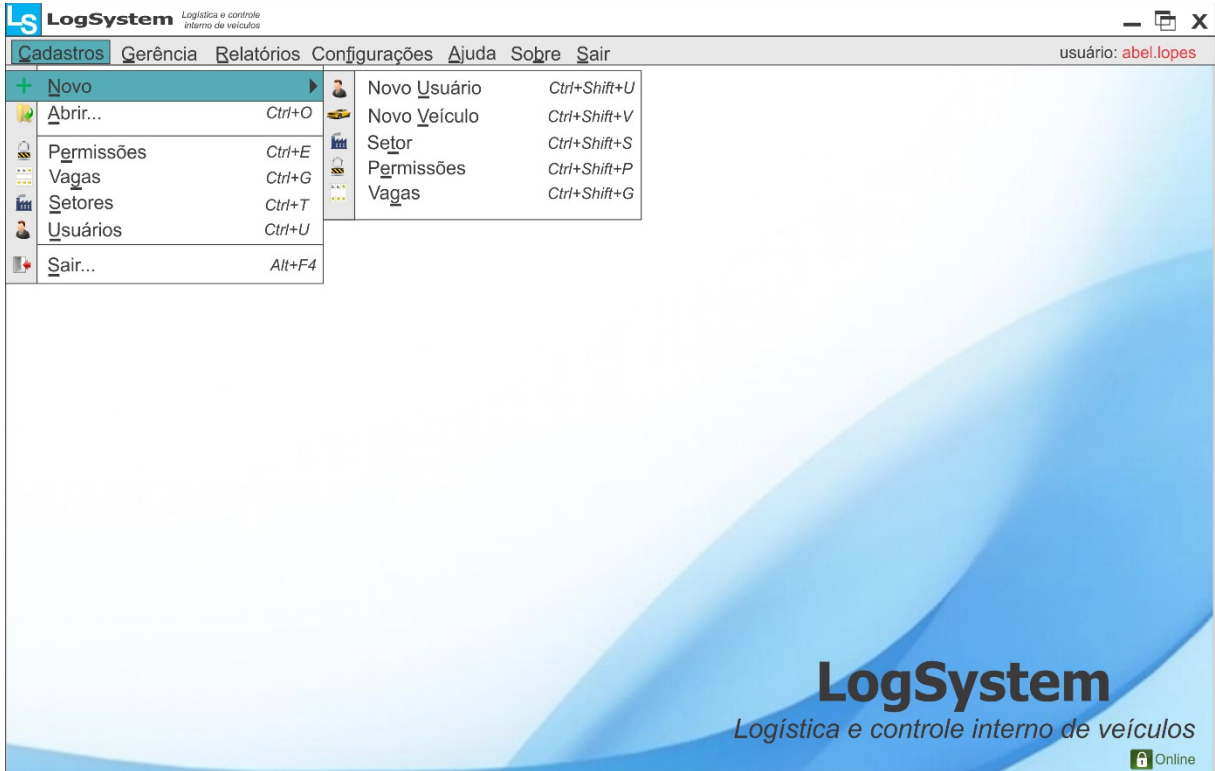 LS LogSystem Logística e controle
interno de veículos
X
Cadastros Gerência Relatórios Configurações Ajuda Sobre Sair usuário: abel.lopes
Novo
Abrir... Ctrl+O
Permissões Ctrl+E
Vagas Ctrl+G
Setores Ctrl+T
Usuários Ctrl+U
Sair... Alt+F4
Novo Usuário Ctrl+Shift+U
Novo Veículo Ctrl+Shift+V
Setor Ctrl+Shift+S
Permissões Ctrl+Shift+P
Vagas Ctrl+Shift+G
LogSystem
Logística e controle interno de veículos
Online